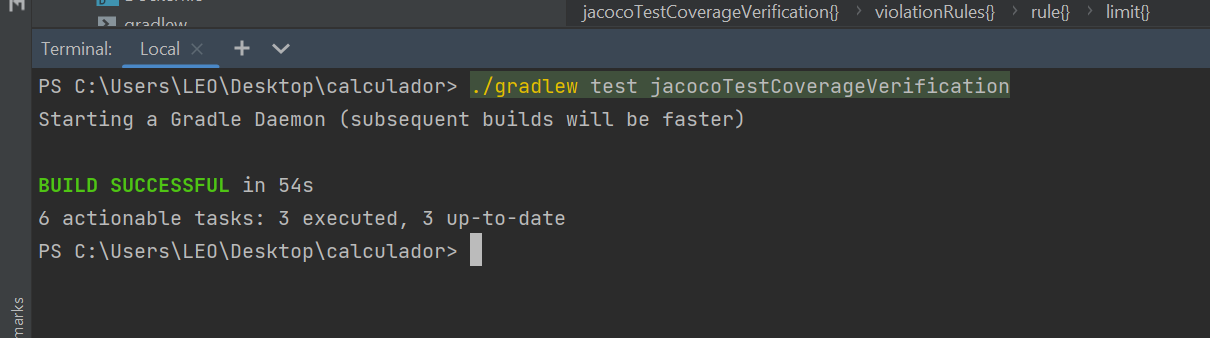 gradlew
jacocoTestCoverageVerification{} › violationRules{} › rule{} › limit{}
Terminal: Local × + 
PS C:\Users\LEO\Desktop\calculador> ./gradlew test jacocoTestCoverageVerification
Starting a Gradle Daemon (subsequent builds will be faster)
BUILD SUCCESSFUL in 54s
6 actionable tasks: 3 executed, 3 up-to-date
PS C:\Users\LEO\Desktop\calculador>
marks